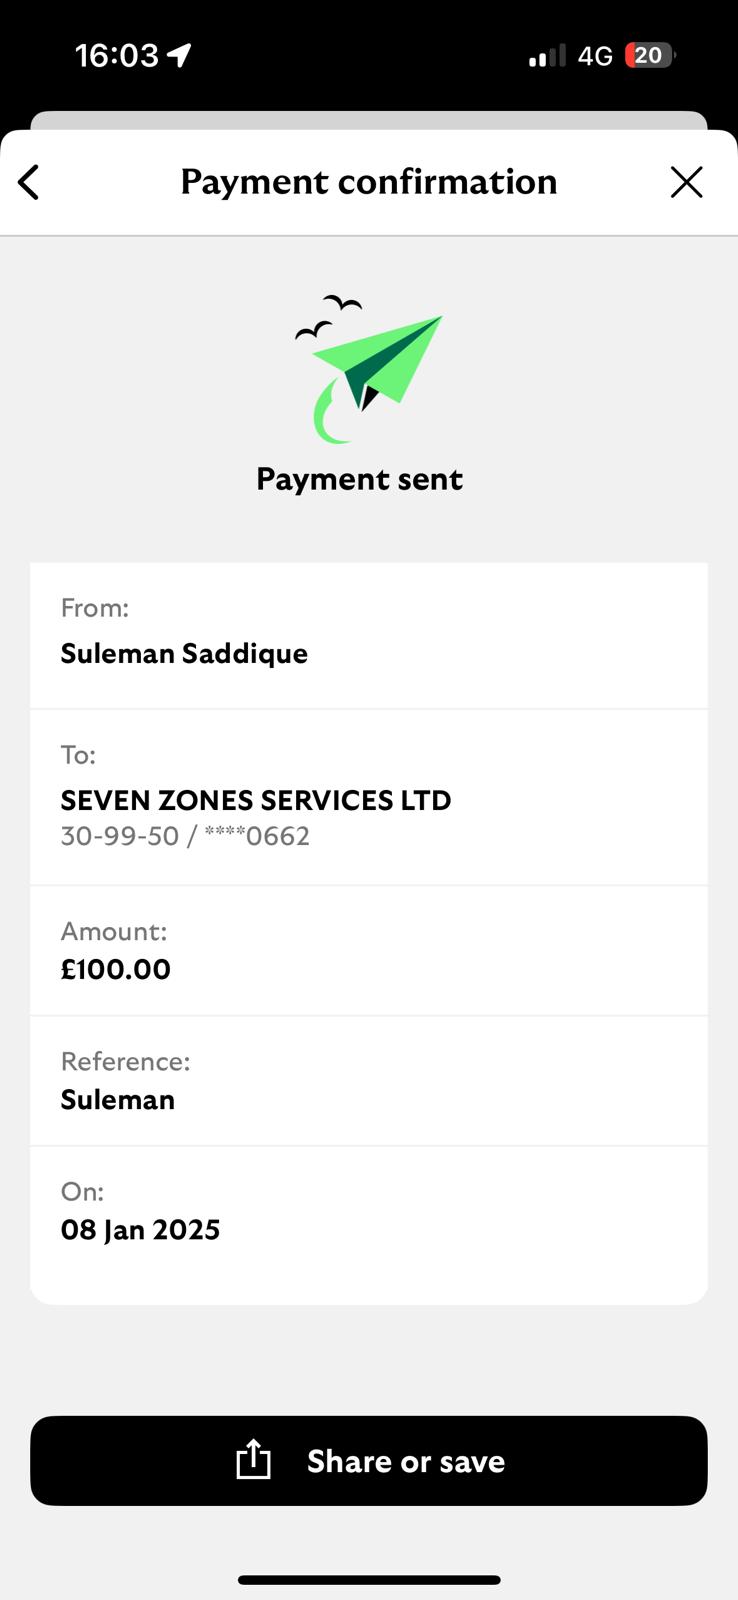 16:03 4G 20
Payment confirmation
Payment sent
From:
Suleman Saddique
To:
SEVEN ZONES SERVICES LTD
30-99-50 / ****0662
Amount:
£100.00
Reference:
Suleman
On:
08 Jan 2025
Share or save